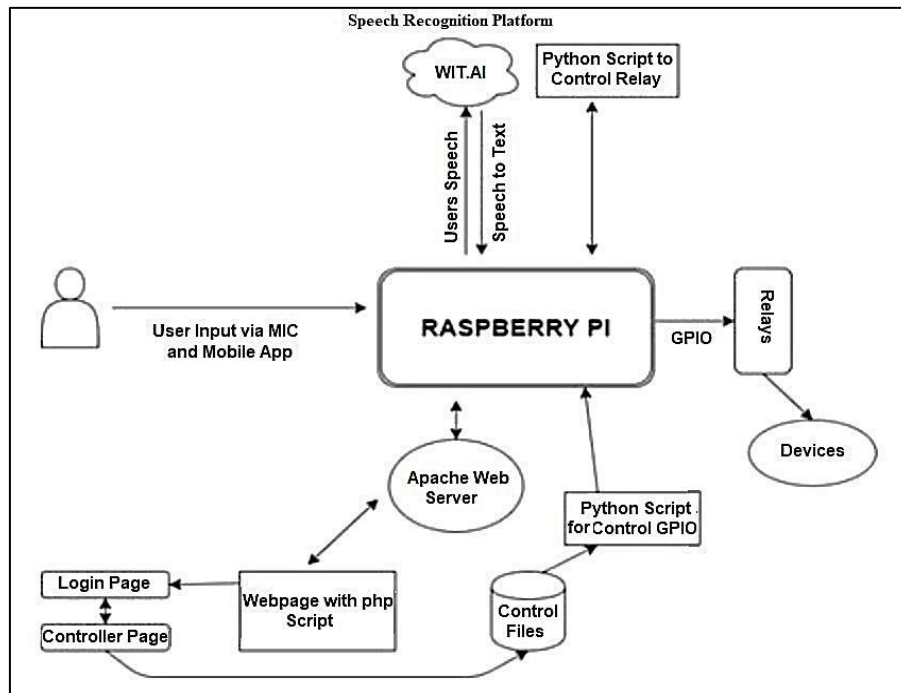 Speech Recognition Platform
WIT.AI
Python Script to
Control Relay
Users Speech
Speech to Text
User Input via MIC
and Mobile App
RASPBERRY PI
GPIO
Relays
Devices
Apache Web
Server
Python Script
for Control GPIO
Login Page
Controller Page
Webpage with php
Script
Control
Files